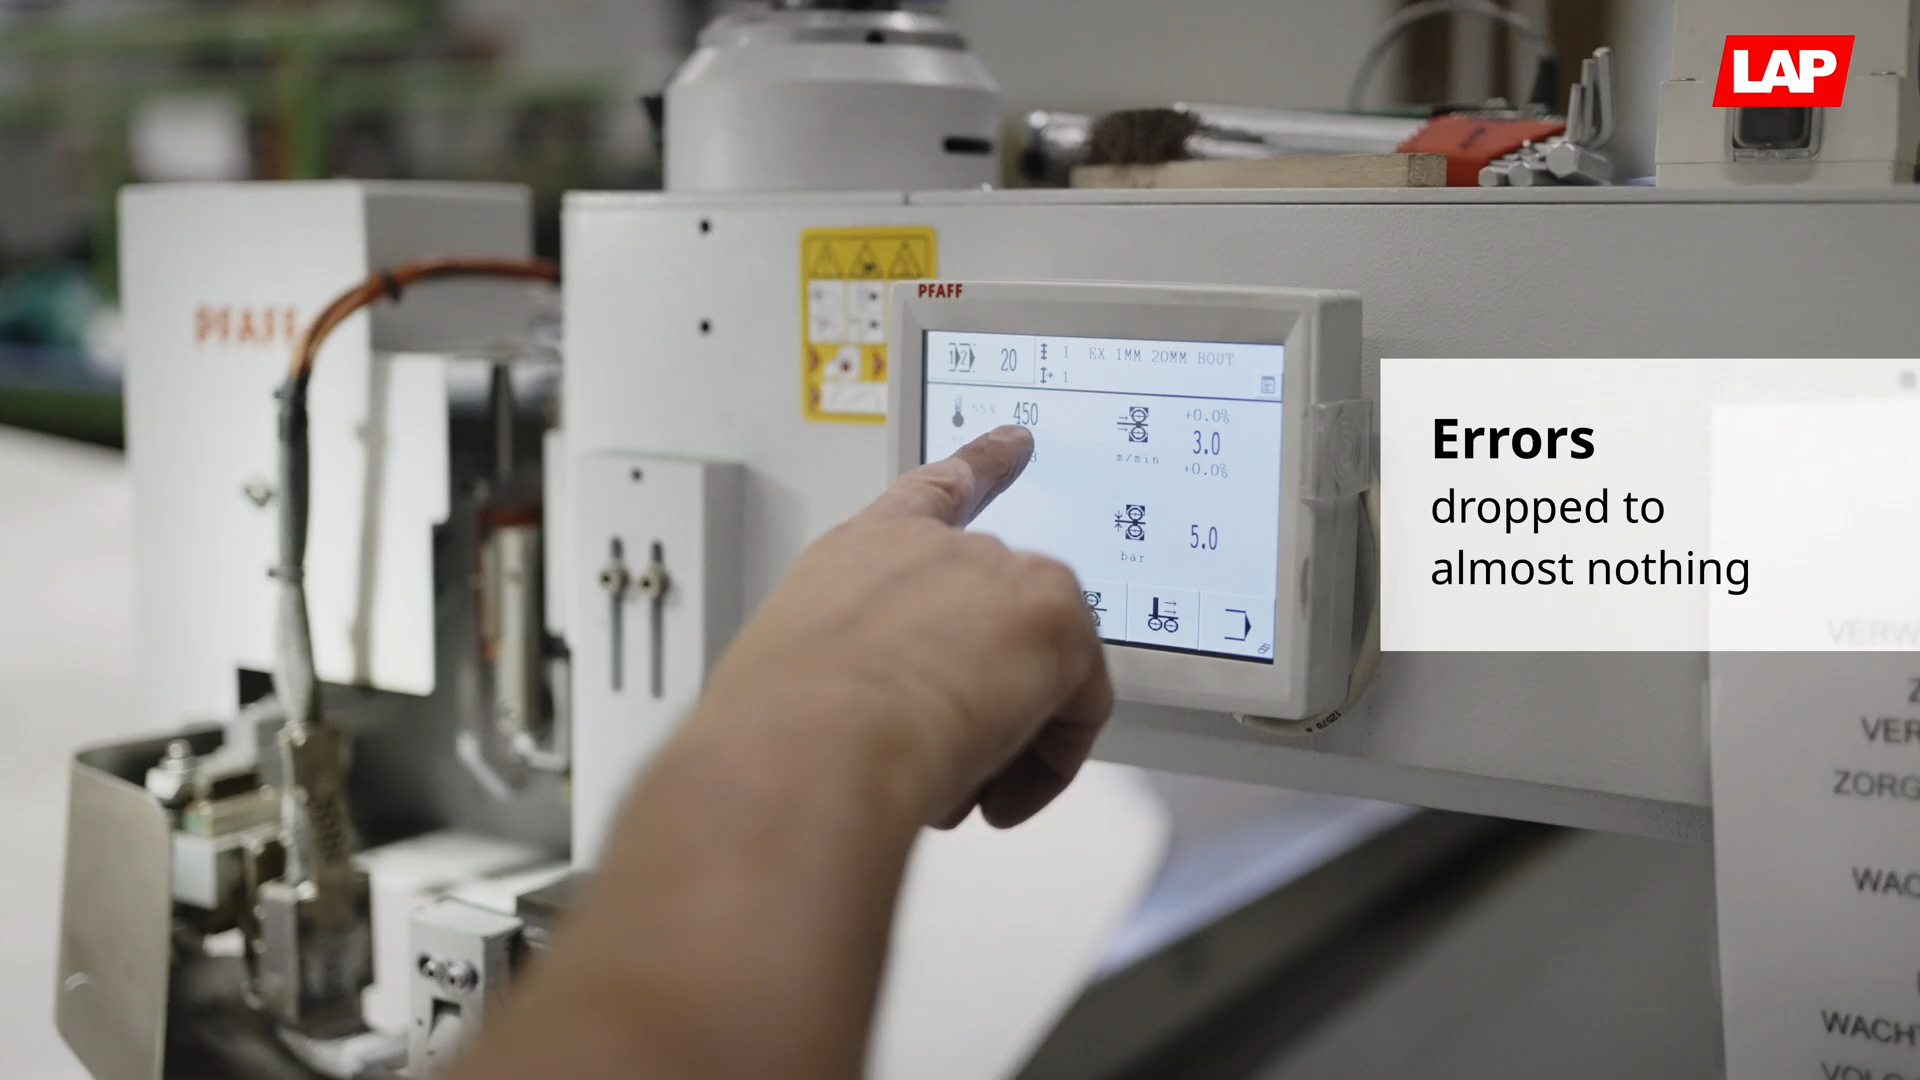 LAP
PFAFF
PFAFF
20
1 EX 1MM 20MM BOUT
1
55% 450
+0.0%
3.0
m/min
+0.0%
5.0
bar
Errors
dropped to
almost nothing
VER
ZORG
WAC
WACH